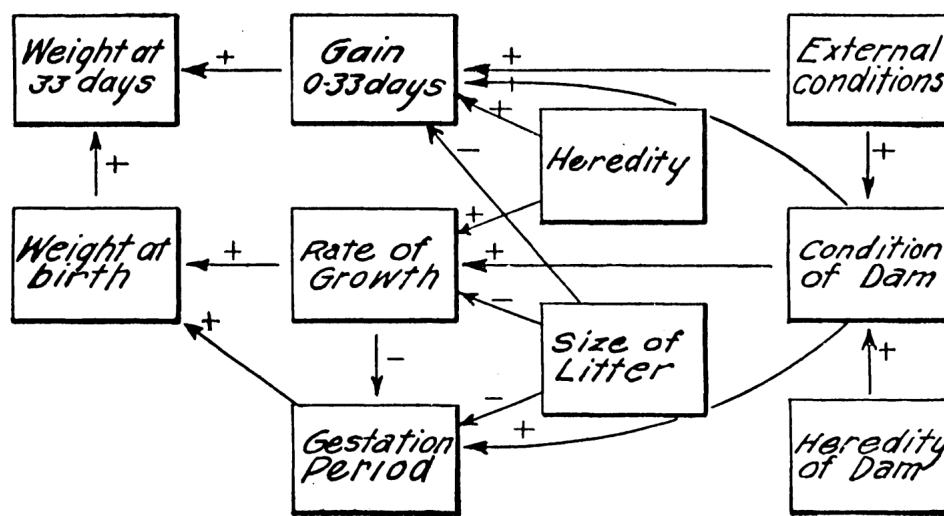 Weight at
33 days
+
Gain
0-33 days
+
+
+
External
conditions
-
Heredity
+
+
+
Weight at
birth
+
Rate of
Growth
+
-
Condition
of Dam
+
-
Size of
Litter
+
-
+
Gestation
Period
Heredity
of Dam